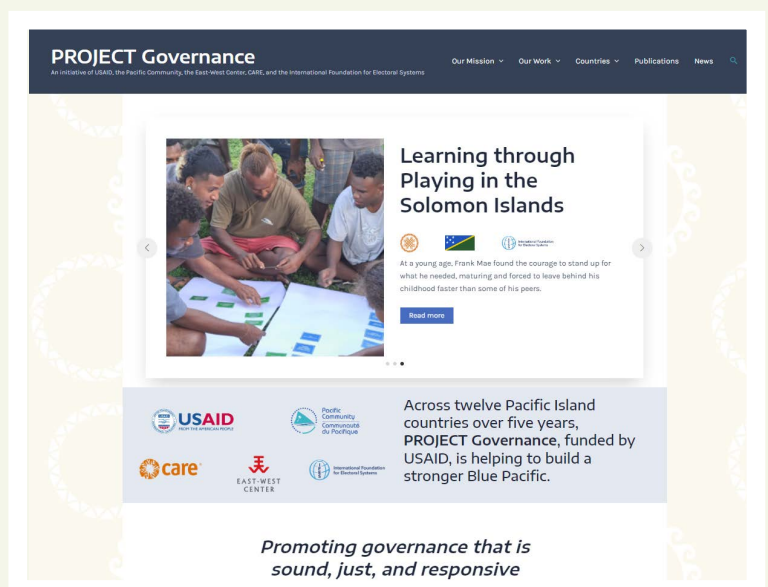 PROJECT Governance
An initiative of USAID, the Pacific Community, the East-West Center, CARE, and the International Foundation for Electoral Systems
Our Mission
Our Work
Countries
Publications
News
Learning through
Playing in the
Solomon Islands
International Foundation
for Electoral Systems
At a young age, Frank Mae found the courage to stand up for
what he needed, maturing and forced to leave behind his
childhood faster than some of his peers.
Read more
USAID
FROM THE AMERICAN PEOPLE
Pacific
Community
Communauté
du Pacifique
care
EAST-WEST
CENTER
International Foundation
for Electoral Systems
Across twelve Pacific Island
countries over five years,
PROJECT Governance, funded by
USAID, is helping to build a
stronger Blue Pacific.
Promoting governance that is
sound, just, and responsive